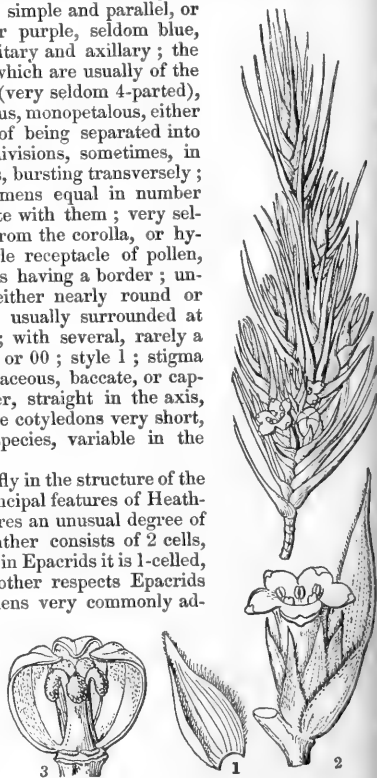 simple and parallel, or
r purple, seldom blue,
itary and axillary ; the
which are usually of the
(very seldom 4-parted),
us, monopetalous, either
of being separated into
ivisions, sometimes, in
s, bursting transversely ;
mens equal in number
te with them ; very sel-
rom the corolla, or hy-
le receptacle of pollen,
s having a border ; un-
either nearly round or
usually surrounded at
; with several, rarely a
or 00 ; style 1 ; stigma
aceous, baccate, or cap-
er, straight in the axis,
e cotyledons very short,
species, variable in the
fly in the structure of the
ncipal features of Heath-
res an unusual degree of
ther consists of 2 cells,
in Epacrids it is 1-celled,
other respects Epacrids
ens very commonly ad-
3 1 2